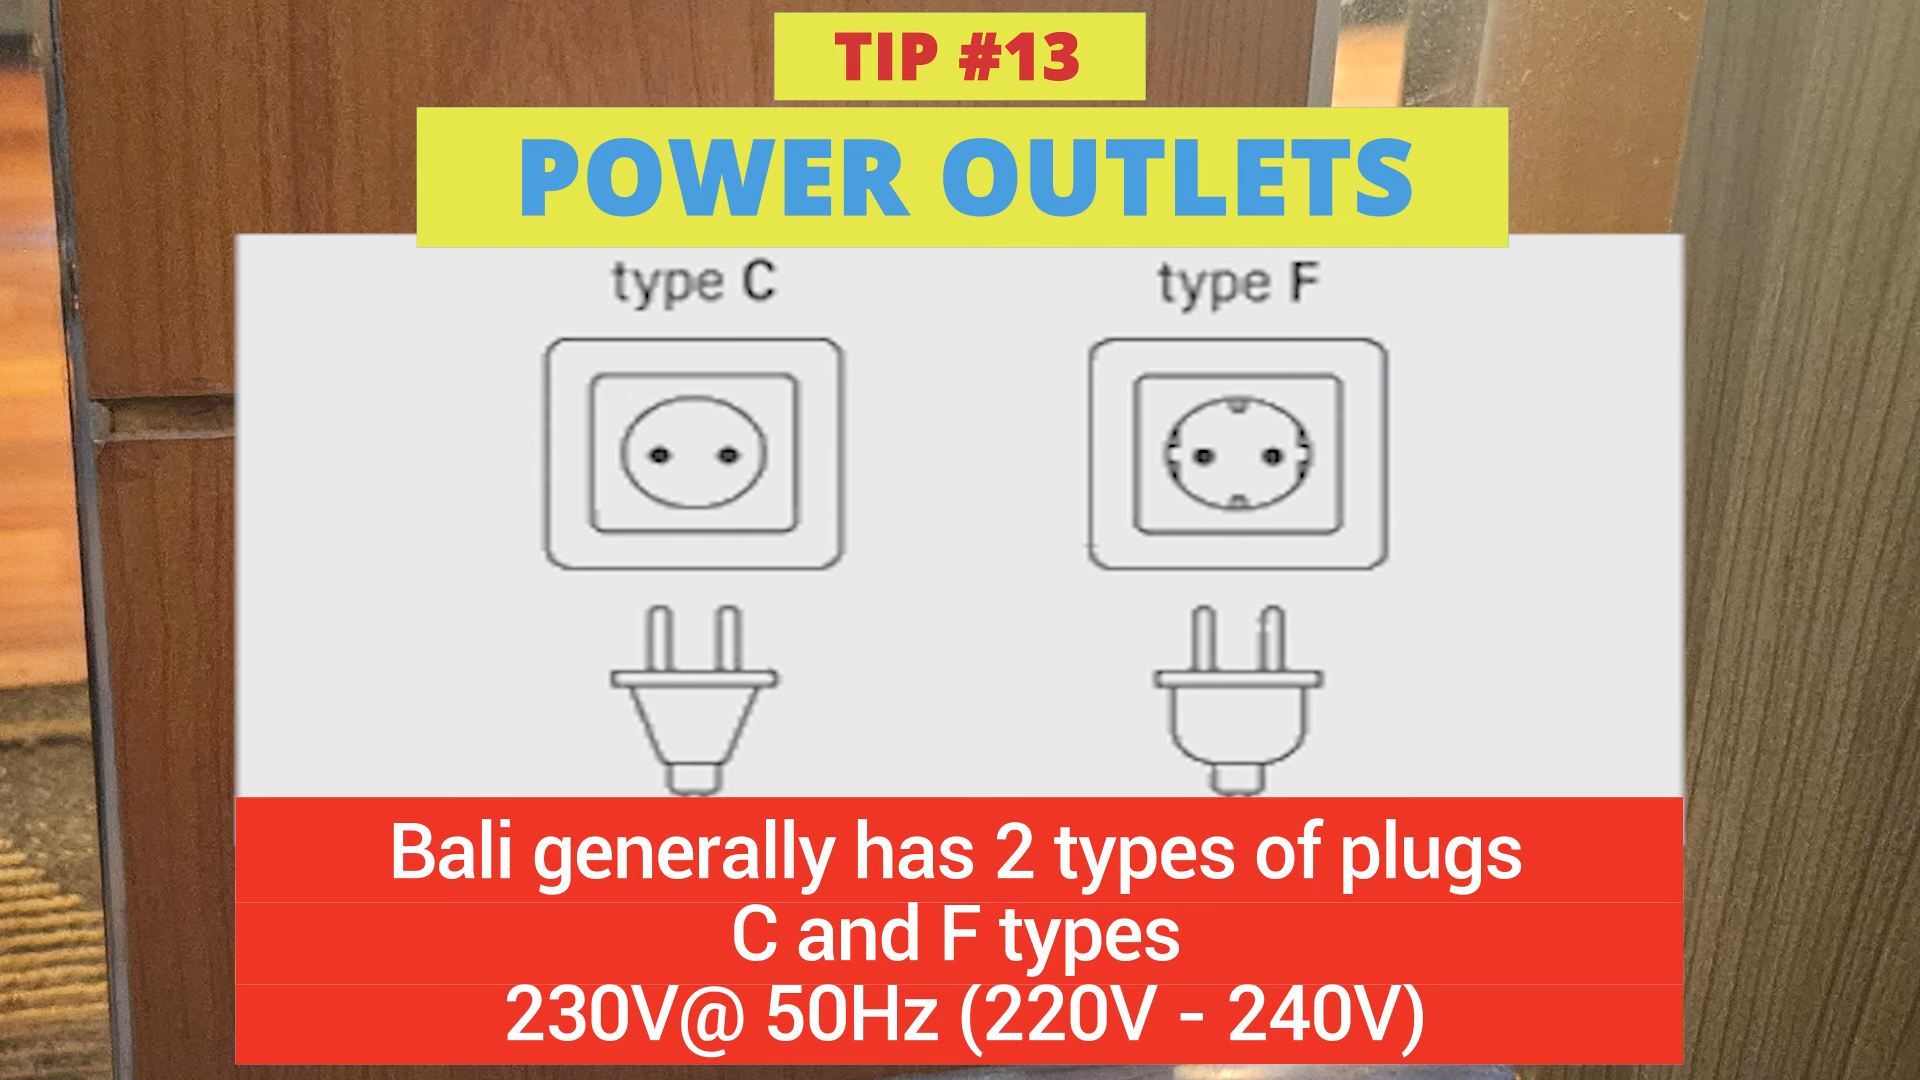 TIP #13
POWER OUTLETS
type C
type F
Bali generally has 2 types of plugs
C and F types
230V@ 50Hz (220V - 240V)